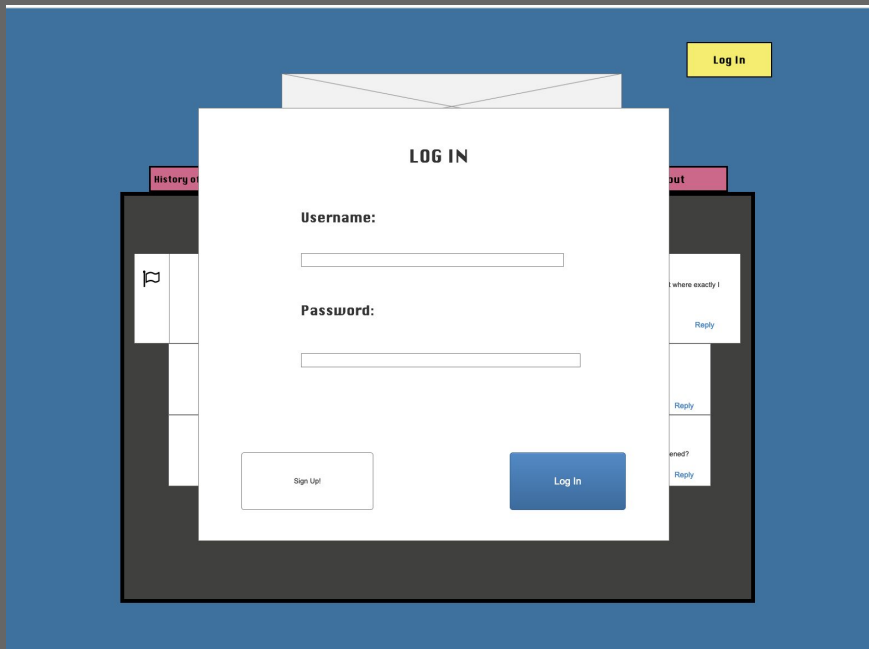 Log In
LOG IN
History of
out
Username:
t where exactly I
Password:
Reply
Reply
ened?
Reply
Sign Up!
Log In